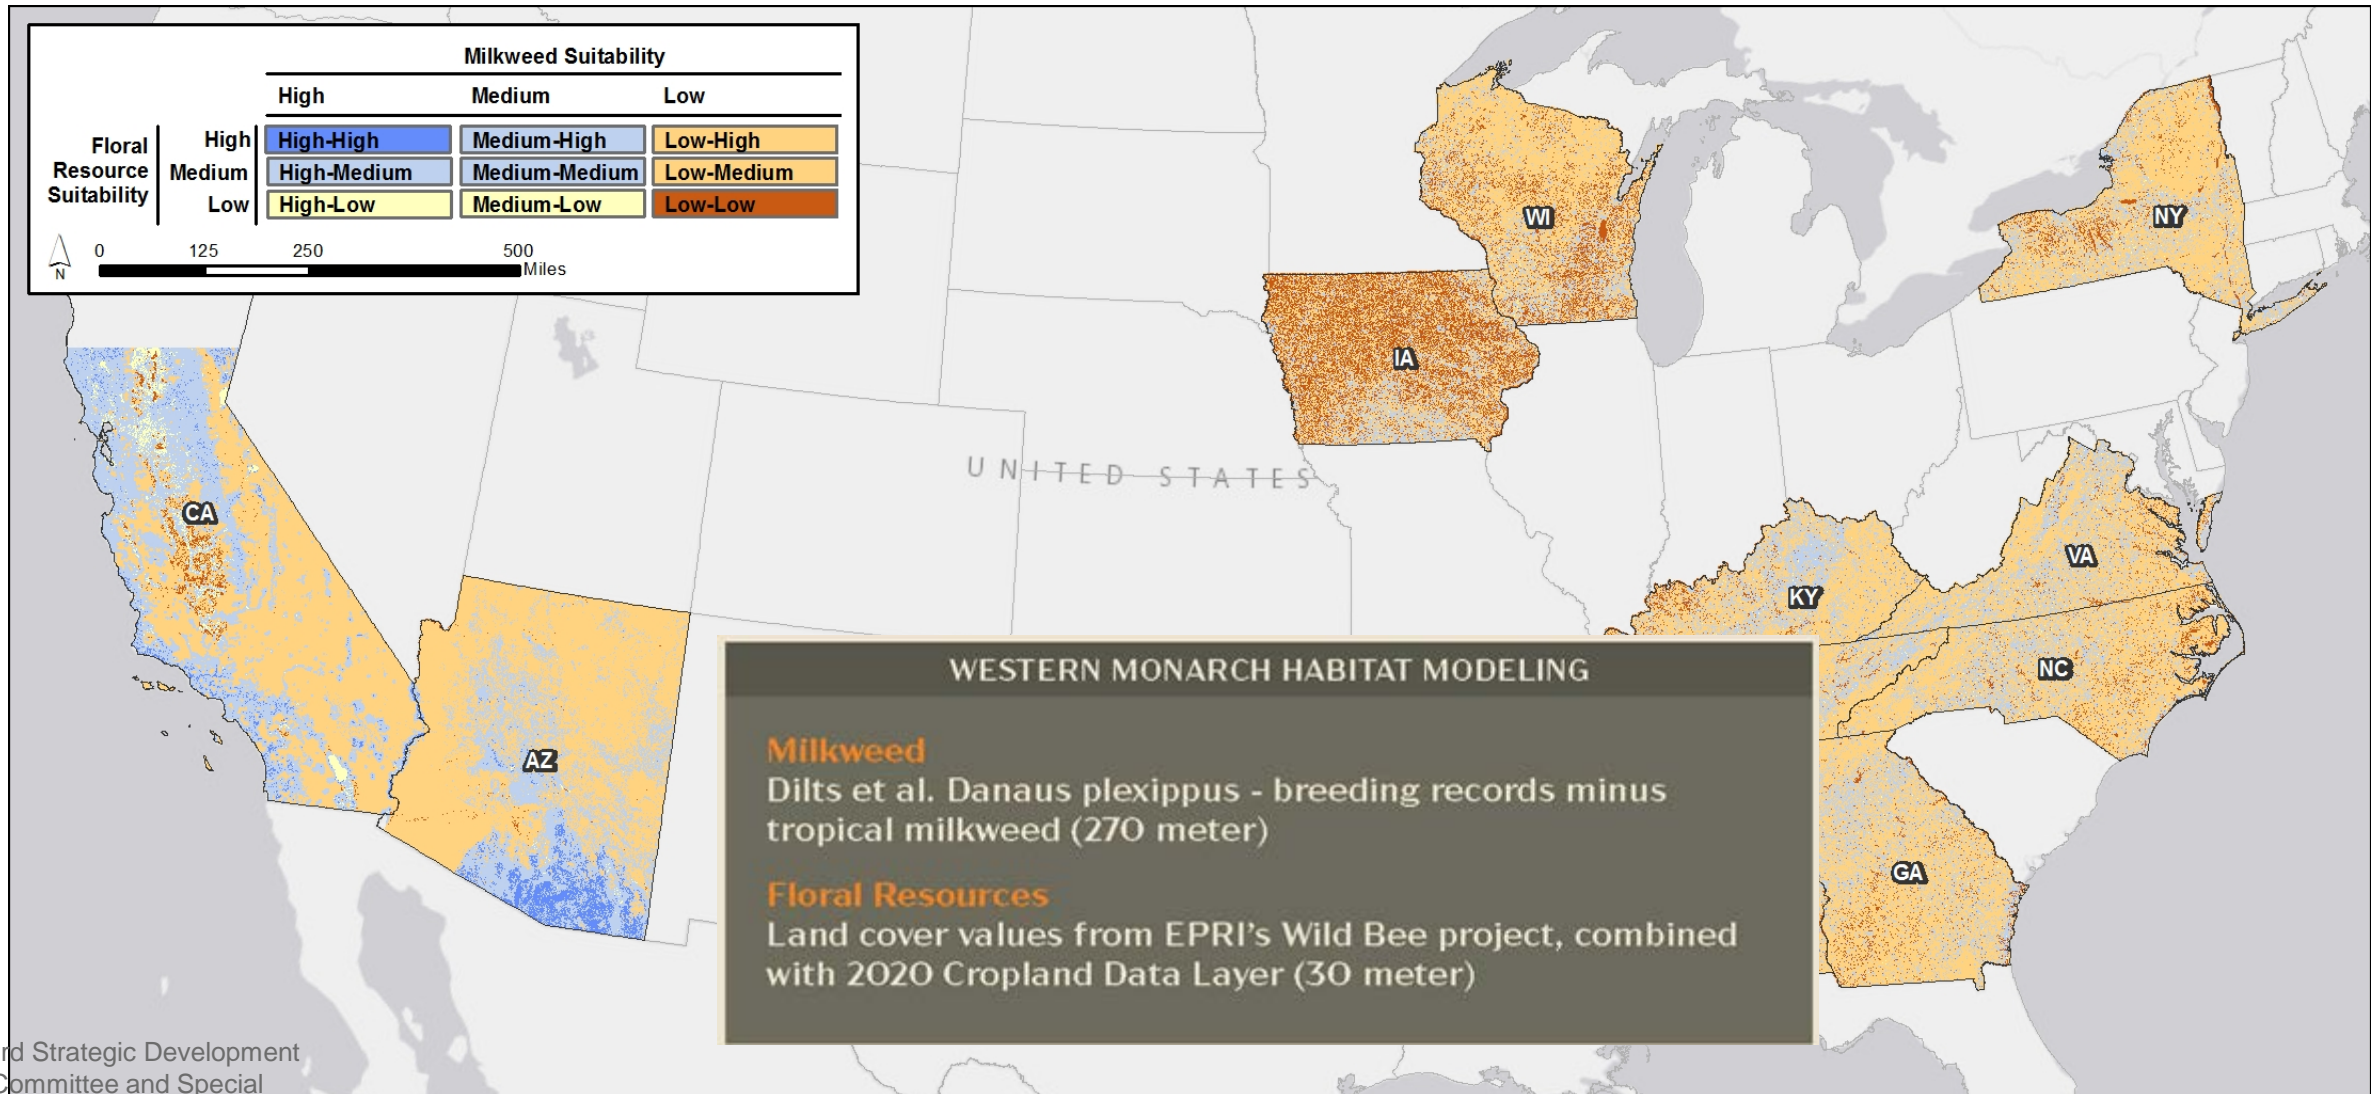 Milkweed Suitability
High Medium Low
Floral Resource Suitability
High High-High Medium-High Low-High
Medium High-Medium Medium-Medium Low-Medium
Low High-Low Medium-Low Low-Low
N
0 125 250 500
Miles
WI
NY
IA
UNITED STATES
CA
VA
KY
NC
AZ
GA
WESTERN MONARCH HABITAT MODELING
Milkweed
Dilts et al. Danaus plexippus - breeding records minus
tropical milkweed (270 meter)
Floral Resources
Land cover values from EPRI's Wild Bee project, combined
with 2020 Cropland Data Layer (30 meter)
rd Strategic Development
Committee and Special